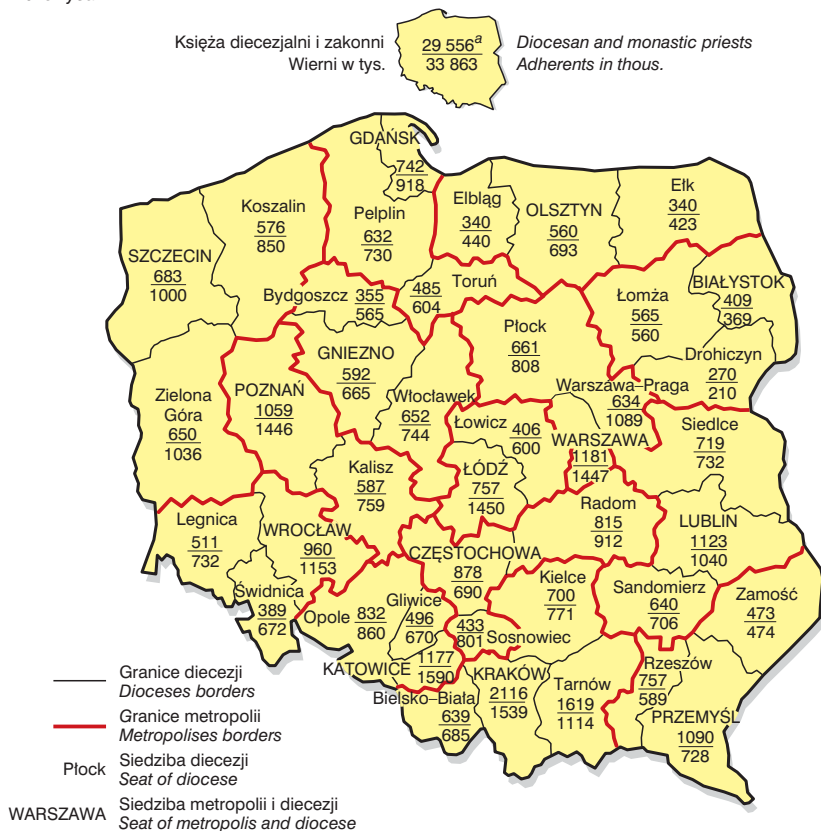 Księża diecezjalni i zakonni
Wierni w tys.
29 556a
33 863
Diocesan and monastic priests
Adherents in thous.
GDAŃSK
742
918
Koszalin
576
850
Pelplin
632
730
Elbląg
340
440
OLSZTYN
560
693
Ełk
340
423
SZCZECIN
683
1000
Bydgoszcz
355
565
Toruń
485
604
Łomża
565
560
BIAŁYSTOK
409
369
Płock
661
808
Drohiczyn
270
210
GNIEZNO
592
665
Zielona
Góra
650
1036
POZNAŃ
1059
1446
Włocławek
652
744
Warszawa–Praga
634
1089
Łowicz
406
600
WARSZAWA
1181
1447
Siedlce
719
732
Kalisz
587
759
ŁÓDŹ
757
1450
Radom
815
912
LUBLIN
1123
1040
Legnica
511
732
WROCŁAW
960
1153
CZĘSTOCHOWA
878
690
Kielce
700
771
Sandomierz
640
706
Zamość
473
474
Świdnica
389
672
Opole
832
860
Gliwice
496
670
433
801
Sosnowiec
KATOWICE
1177
1590
KRAKÓW
2116
1539
Tarnów
1619
1114
Rzeszów
757
589
Bielsko–Biała
639
685
PRZEMYŚL
1090
728
Granice diecezji
Dioceses borders
Granice metropolii
Metropolises borders
Płock
Siedziba diecezji
Seat of diocese
WARSZAWA
Siedziba metropolii i diecezji
Seat of metropolis and diocese